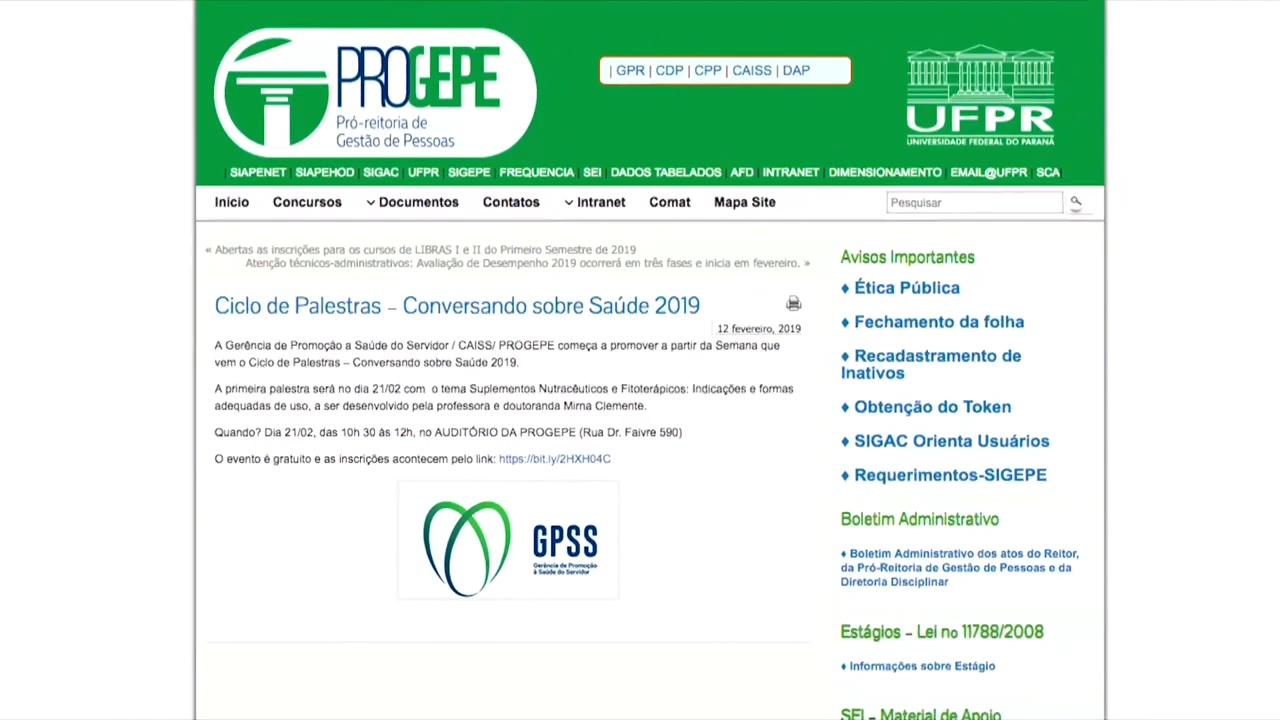 PROGEPE
Pró-reitoria de
Gestão de Pessoas
| GPR | CDP | CPP | CAISS | DAP
UFPR
UNIVERSIDADE FEDERAL DO PARANÁ
| SIAPENET | SIAPEHOD | SIGAC | UFPR | SIGEPE | FREQUENCIA | SEI | DADOS TABELADOS | AFD | INTRANET | DIMENSIONAMENTO | EMAIL@UFPR | SCA
Início Concursos Documentos Contatos Intranet Comat Mapa Site
Pesquisar
« Abertas as inscrições para os cursos de LIBRAS I e II do Primeiro Semestre de 2019
Atenção técnicos-administrativos: Avaliação de Desempenho 2019 ocorrerá em três fases e inicia em fevereiro. »
Ciclo de Palestras – Conversando sobre Saúde 2019
12 fevereiro, 2019
A Gerência de Promoção a Saúde do Servidor / CAISS/ PROGEPE começa a promover a partir da Semana que
vem o Ciclo de Palestras – Conversando sobre Saúde 2019.
A primeira palestra será no dia 21/02 com o tema Suplementos Nutracêuticos e Fitoterápicos: Indicações e formas
adequadas de uso, a ser desenvolvido pela professora e doutoranda Mirna Clemente.
Quando? Dia 21/02, das 10h 30 às 12h, no AUDITÓRIO DA PROGEPE (Rua Dr. Faivre 590)
O evento é gratuito e as inscrições acontecem pelo link: https://bit.ly/2HXH04C
GPSS
Gerência de Promoção
à Saúde do Servidor
Avisos Importantes
♦ Ética Pública
♦ Fechamento da folha
♦ Recadastramento de
Inativos
♦ Obtenção do Token
♦ SIGAC Orienta Usuários
♦ Requerimentos-SIGEPE
Boletim Administrativo
♦ Boletim Administrativo dos atos do Reitor,
da Pró-Reitoria de Gestão de Pessoas e da
Diretoria Disciplinar
Estágios – Lei no 11788/2008
♦ Informações sobre Estágio
SEI – Material de Apoio